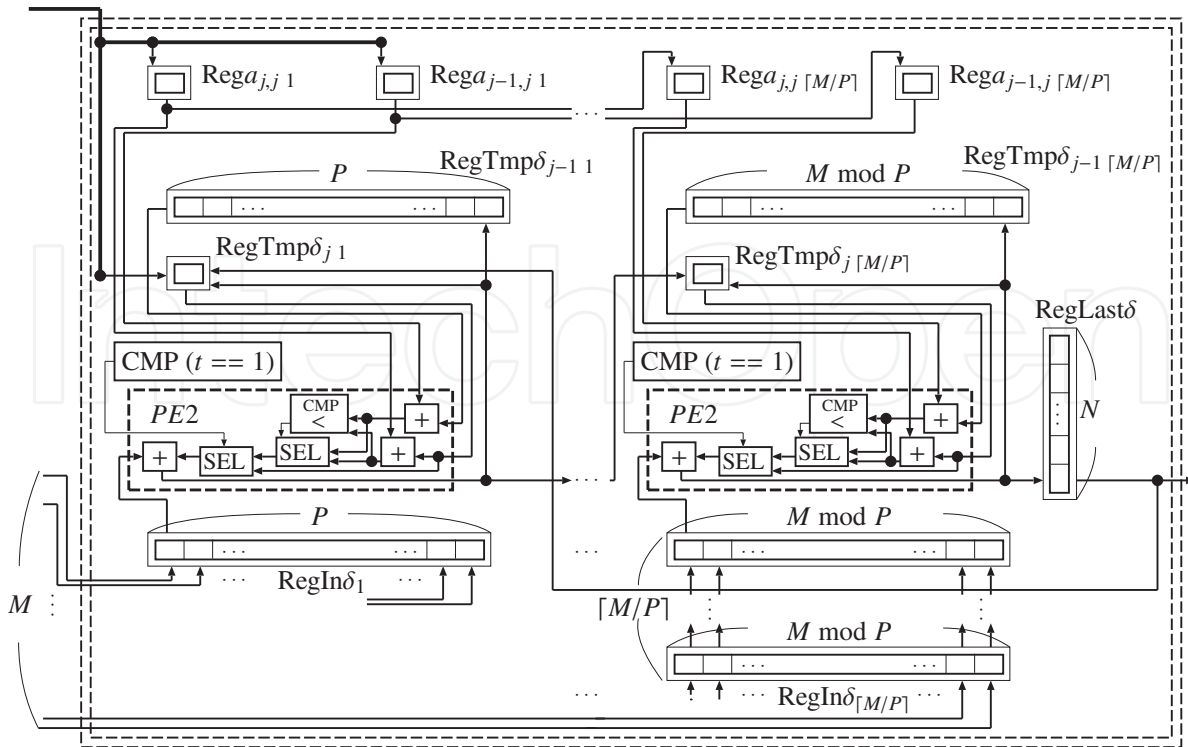 Rega_{j,j 1}
Rega_{j−1,j 1}
Rega_{j,j ⌈M/P⌉}
Rega_{j−1,j ⌈M/P⌉}
· · ·
RegTmpδ_{j−1 1}
P
· · · · · ·
RegTmpδ_{j−1 ⌈M/P⌉}
M mod P
· · · · · ·
RegTmpδ_{j 1}
RegTmpδ_{j ⌈M/P⌉}
IntechOpen
RegLastδ
CMP (t == 1)
CMP (t == 1)
PE2
CMP
<
+
SEL
+
SEL
+
PE2
CMP
<
+
SEL
+
SEL
+
N
· · ·
· · ·
P
· · · · · ·
M mod P
· · · · · ·
· · ·
RegInδ_1
· · · · · ·
M
⌈M/P⌉
M mod P
· · · · · ·
· · ·
RegInδ_{⌈M/P⌉}
· · · · · ·